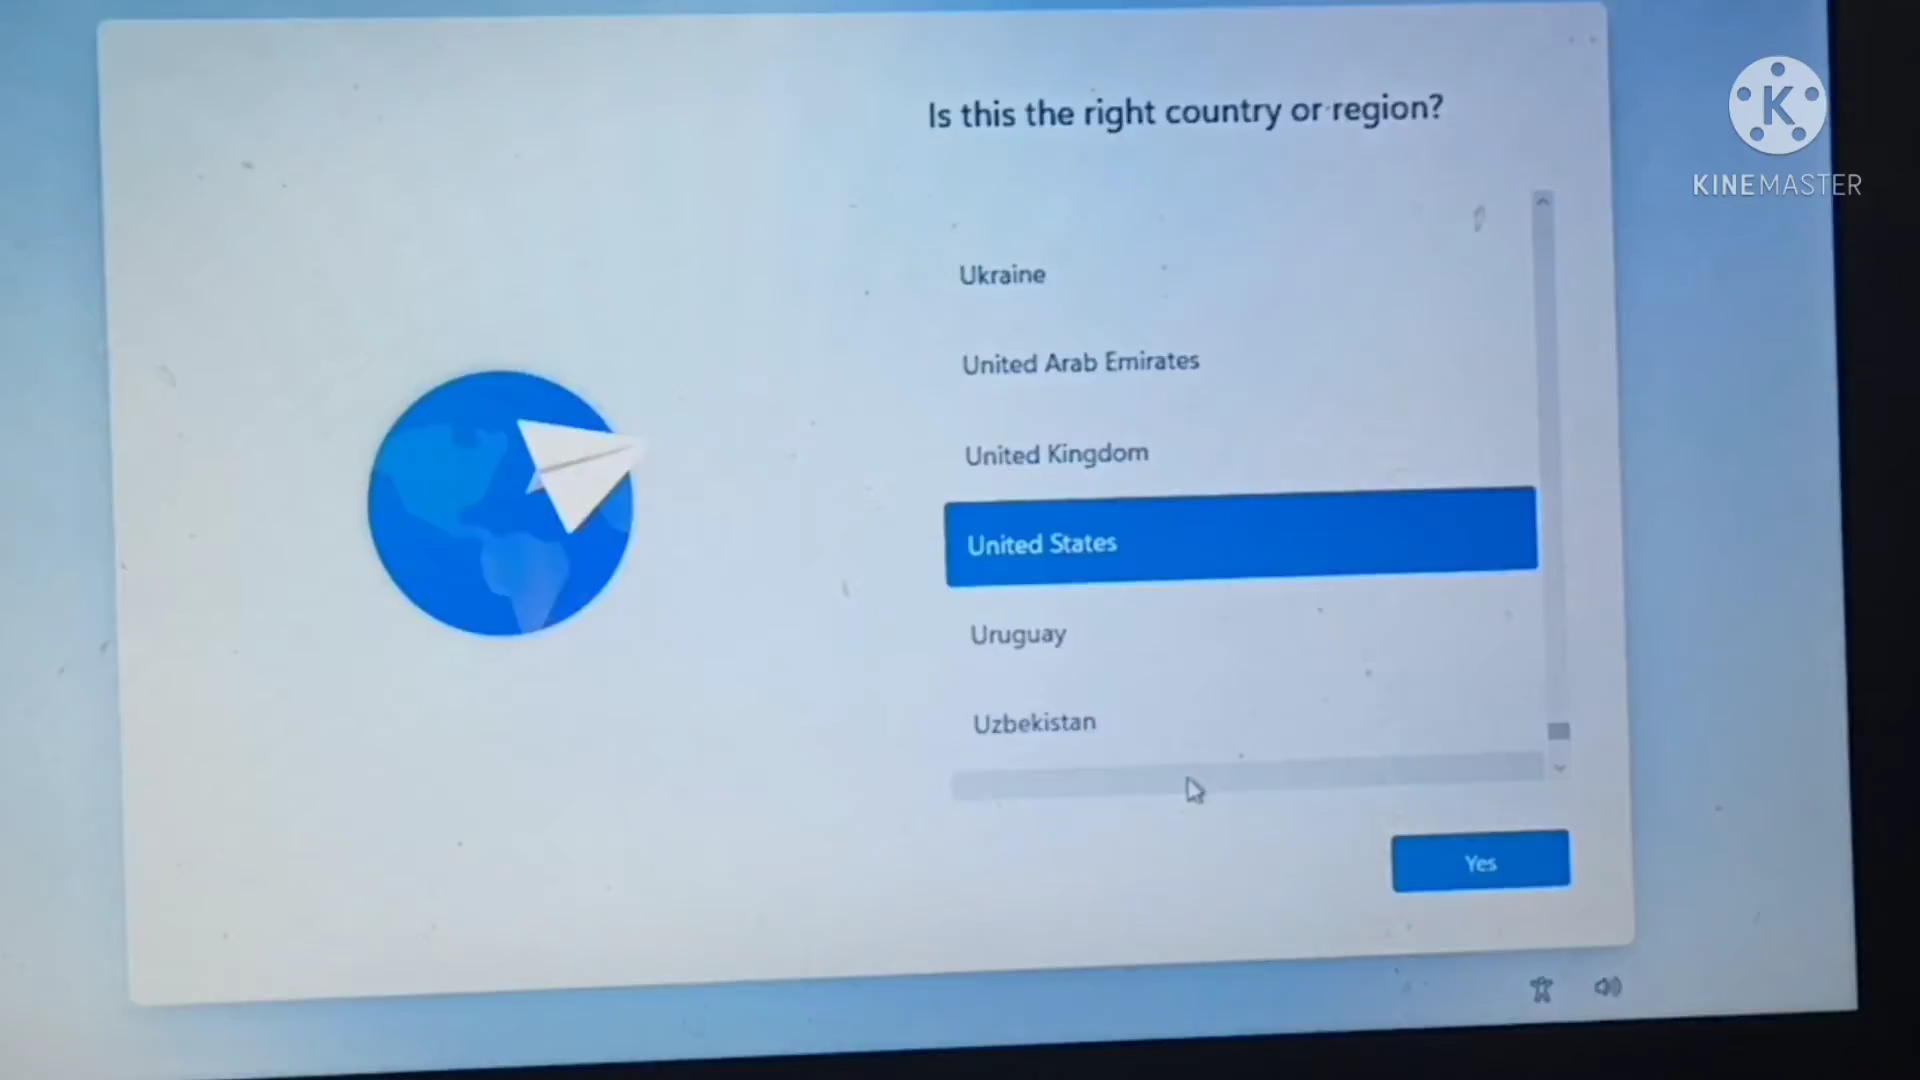 Is this the right country or region?
K
KINEMASTER
Ukraine
United Arab Emirates
United Kingdom
United States
Uruguay
Uzbekistan
Yes